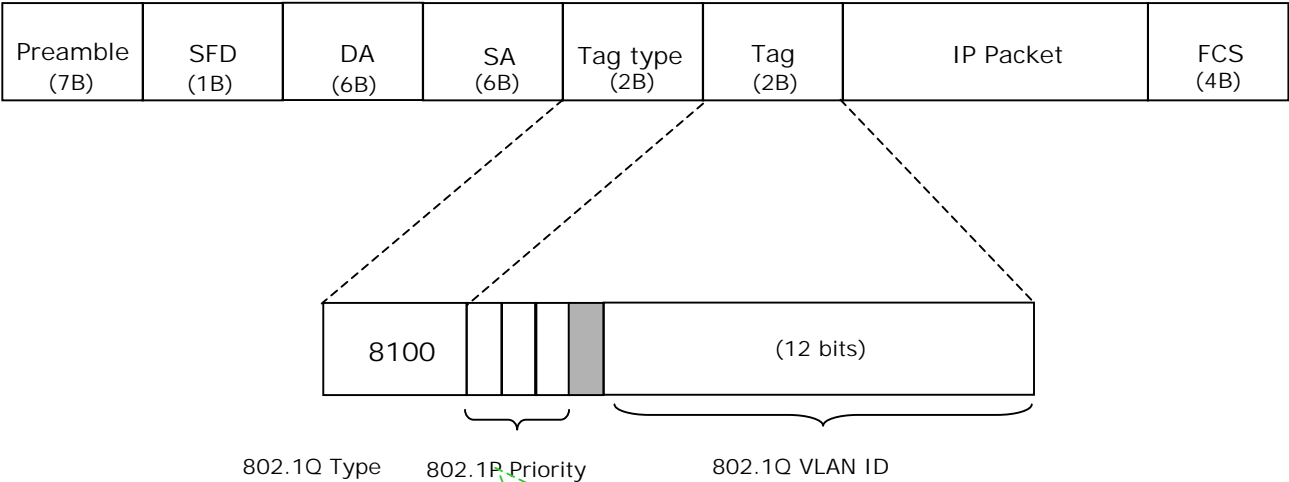 Preamble SFD DA SA Tag type Tag IP Packet FCS
(7B) (1B) (6B) (6B) (2B) (2B) (4B)
8100 (12 bits)
802.1Q Type 802.1P Priority 802.1Q VLAN ID